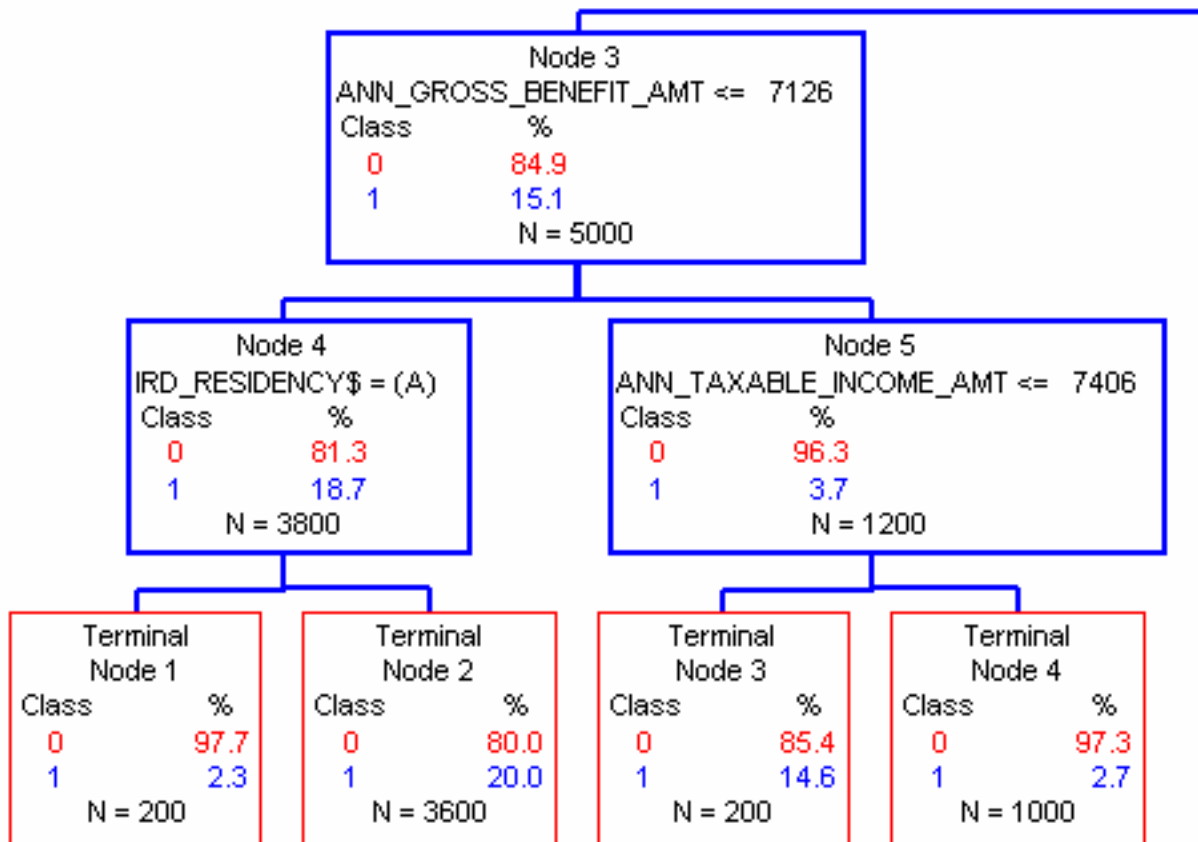 Node 3
ANN_GROSS_BENEFIT_AMT <= 7126
Class %
0 84.9
1 15.1
N = 5000
Node 4
IRD_RESIDENCY$ = (A)
Class %
0 81.3
1 18.7
N = 3800
Node 5
ANN_TAXABLE_INCOME_AMT <= 7406
Class %
0 96.3
1 3.7
N = 1200
Terminal
Node 1
Class %
0 97.7
1 2.3
N = 200
Terminal
Node 2
Class %
0 80.0
1 20.0
N = 3600
Terminal
Node 3
Class %
0 85.4
1 14.6
N = 200
Terminal
Node 4
Class %
0 97.3
1 2.7
N = 1000